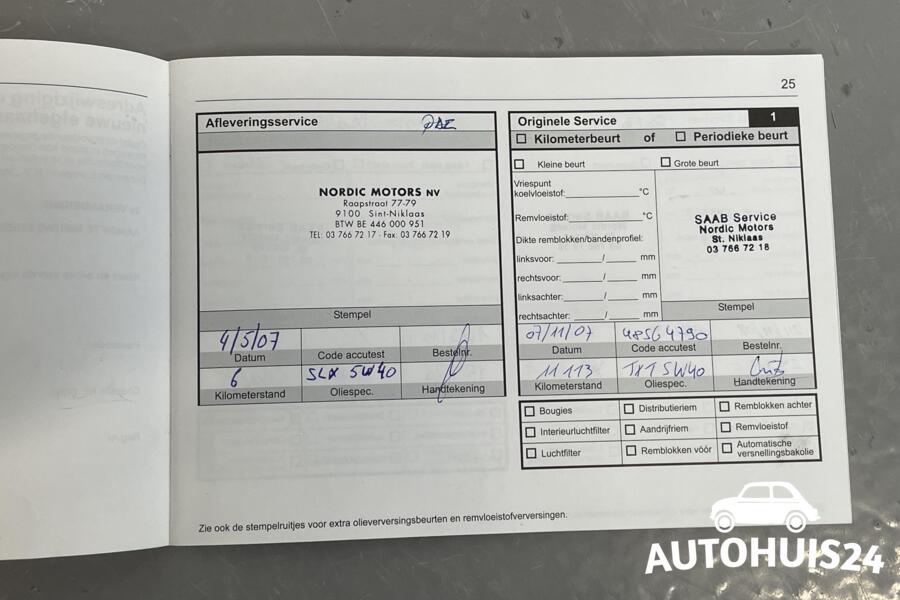 25
Afleveringsservice
NORDIC MOTORS NV
Raapstraat 77-79
9100 Sint-Niklaas
BTW BE 446 000 951
TEL: 03 766 72 17 - Fax: 03 766 72 19
Stempel
4/5/07
Datum
Code accutest
Bestelnr.
6
SLX 5W40
Kilometerstand
Oliespec.
Handtekening
Originele Service
1
Kilometerbeurt of Periodieke beurt
Kleine beurt
Grote beurt
Vriespunt
koelvloeistof: °C
Remvloeistof: °C
Dikte remblokken/bandenprofiel:
linksvoor: / mm
rechtsvoor: / mm
linksachter: / mm
rechtsachter: / mm
SAAB Service
Nordic Motors
St. Niklaas
03 766 72 18
Stempel
07/11/07
48564790
Datum
Code accutest
Bestelnr.
11 113
TXT 5W40
Kilometerstand
Oliespec.
Handtekening
Bougies
Distributieriem
Remblokken achter
Interieurluchtfilter
Aandrijfriem
Remvloeistof
Luchtfilter
Remblokken vóór
Automatische
versnellingsbakolie
Zie ook de stempelruitjes voor extra olieverversingsbeurten en remvloeistofverversingen.
AUTOHUIS24